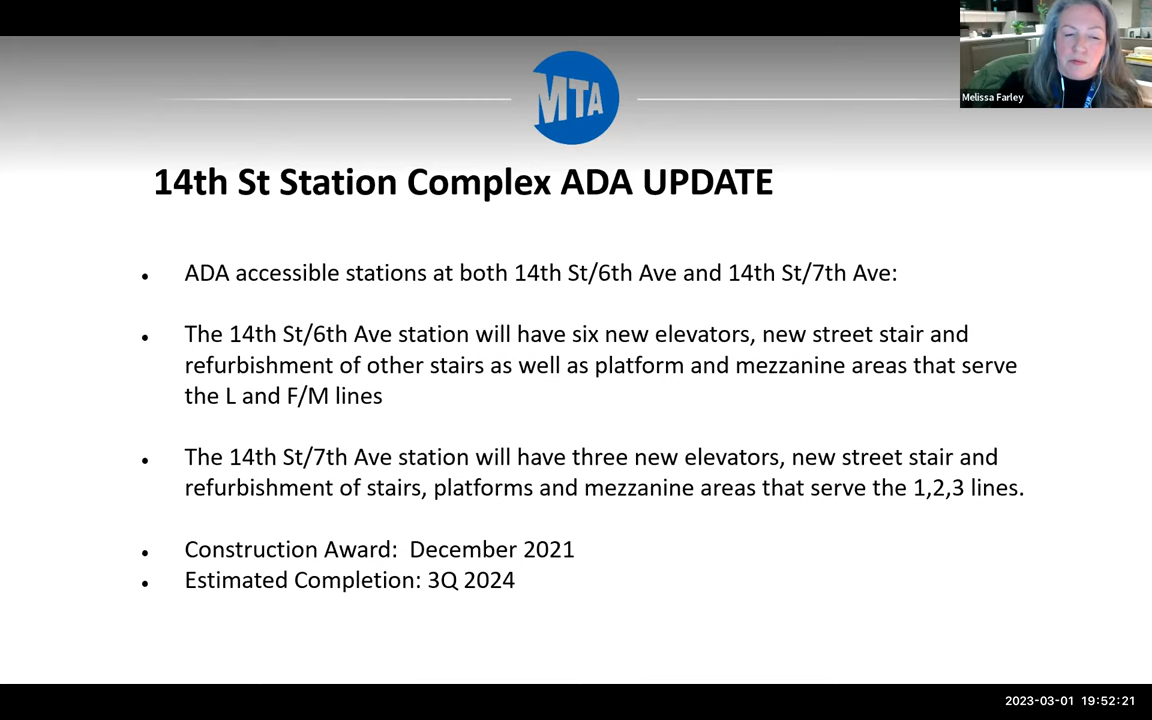 MTA
Melissa Farley
14th St Station Complex ADA UPDATE
• ADA accessible stations at both 14th St/6th Ave and 14th St/7th Ave:
• The 14th St/6th Ave station will have six new elevators, new street stair and
refurbishment of other stairs as well as platform and mezzanine areas that serve
the L and F/M lines
• The 14th St/7th Ave station will have three new elevators, new street stair and
refurbishment of stairs, platforms and mezzanine areas that serve the 1,2,3 lines.
• Construction Award:  December 2021
• Estimated Completion: 3Q 2024
2023-03-01 19:52:21